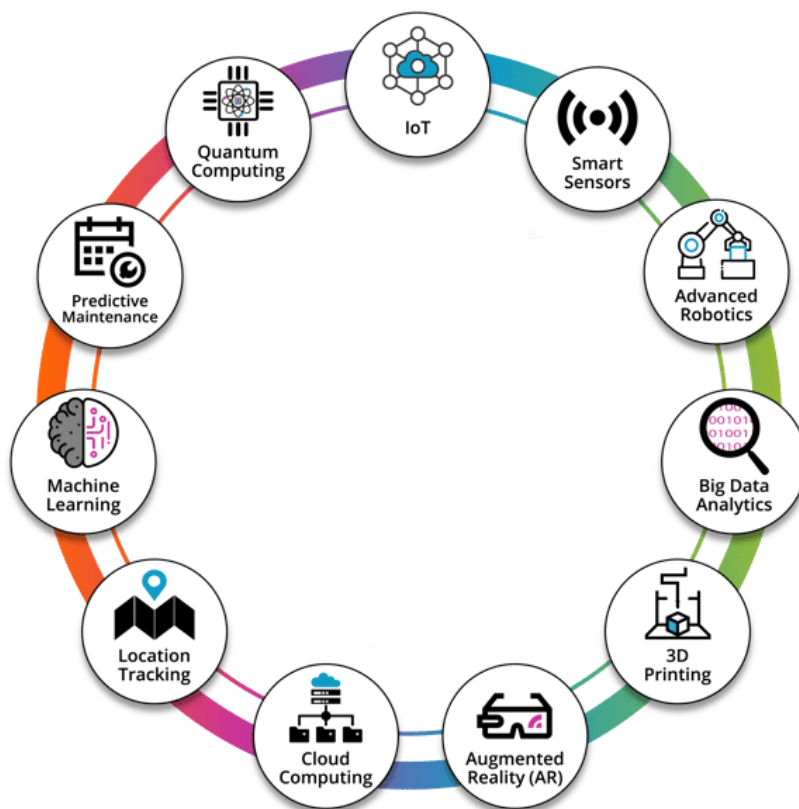 IoT
Smart
Sensors
Advanced
Robotics
Big Data
Analytics
3D
Printing
Augmented
Reality (AR)
Cloud
Computing
Location
Tracking
Machine
Learning
Predictive
Maintenance
Quantum
Computing